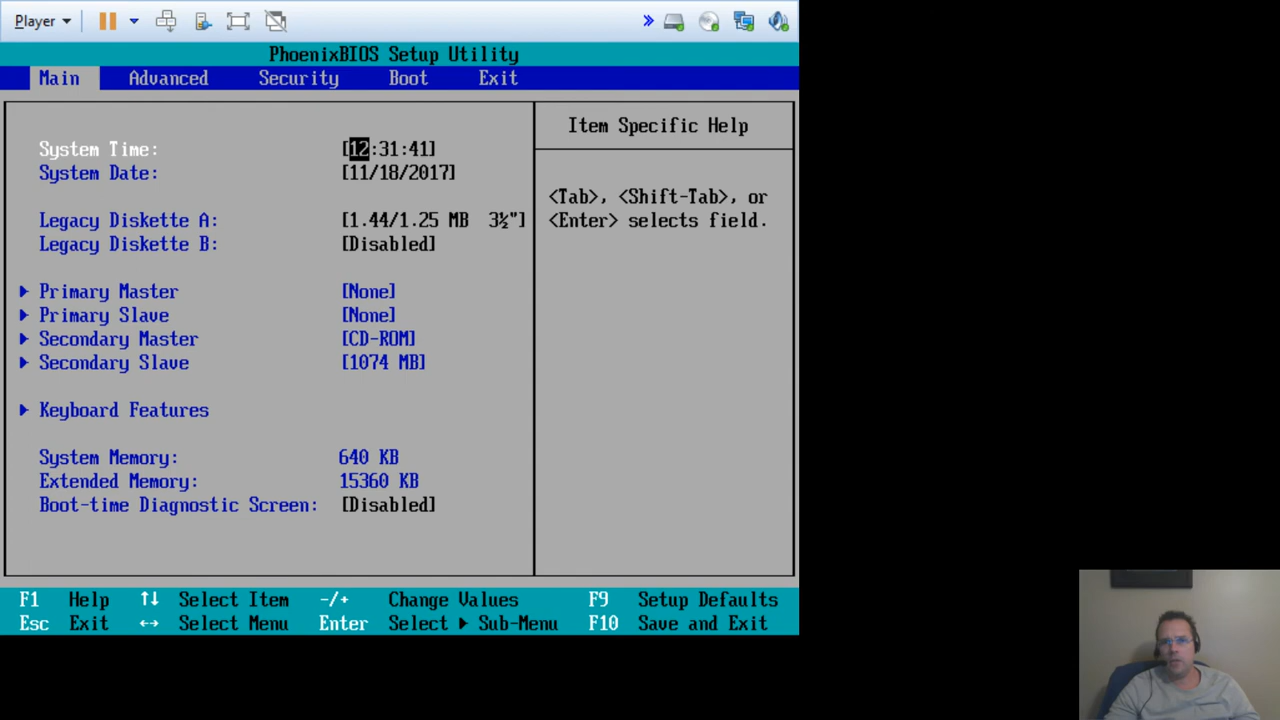 Player
PhoenixBIOS Setup Utility
Main Advanced Security Boot Exit
Item Specific Help
System Time: [12:31:41]
System Date: [11/18/2017]
<Tab>, <Shift-Tab>, or
<Enter> selects field.
Legacy Diskette A: [1.44/1.25 MB 3½"]
Legacy Diskette B: [Disabled]
Primary Master [None]
Primary Slave [None]
Secondary Master [CD-ROM]
Secondary Slave [1074 MB]
Keyboard Features
System Memory: 640 KB
Extended Memory: 15360 KB
Boot-time Diagnostic Screen: [Disabled]
F1 Help ↑↓ Select Item -/+ Change Values F9 Setup Defaults
Esc Exit ↔ Select Menu Enter Select ▶ Sub-Menu F10 Save and Exit